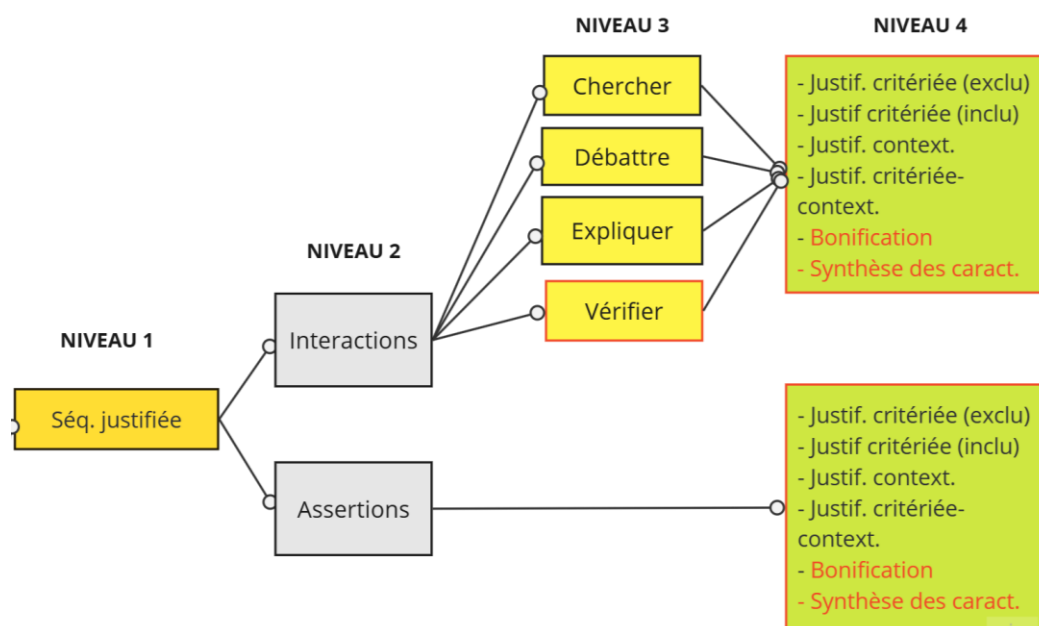 NIVEAU 3
NIVEAU 4
Chercher
Débattre
Expliquer
Vérifier
- Justif. critériée (exclu)
- Justif critériée (inclu)
- Justif. context.
- Justif. critériée-
context.
- Bonification
- Synthèse des caract.
NIVEAU 2
Interactions
NIVEAU 1
Séq. justifiée
Assertions
- Justif. critériée (exclu)
- Justif critériée (inclu)
- Justif. context.
- Justif. critériée-
context.
- Bonification
- Synthèse des caract.